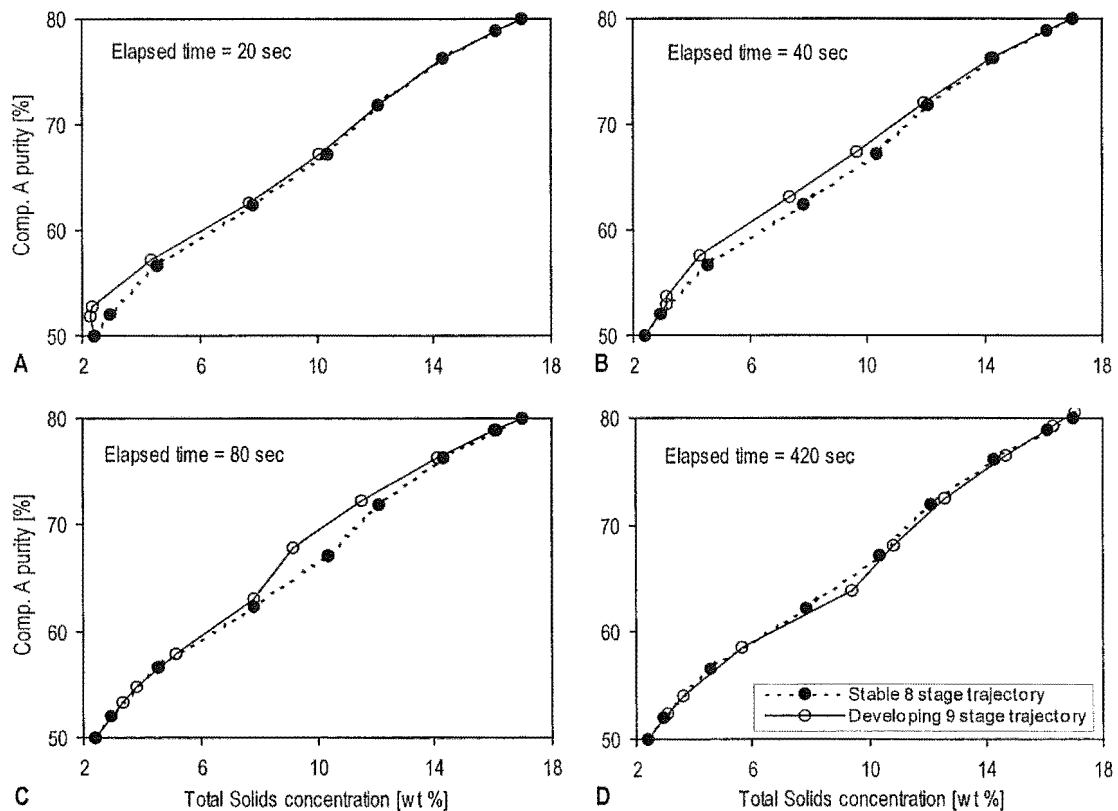 80
70
60
50
Comp. A purity [%]
Elapsed time = 20 sec
2 6 10 14 18
A
80
70
60
50
Elapsed time = 40 sec
2 6 10 14 18
B
80
70
60
50
Comp. A purity [%]
Elapsed time = 80 sec
2 6 10 14 18
C
Total Solids concentration [wt %]
80
70
60
50
Elapsed time = 420 sec
Stable 8 stage trajectory
Developing 9 stage trajectory
2 6 10 14 18
D
Total Solids concentration [wt %]